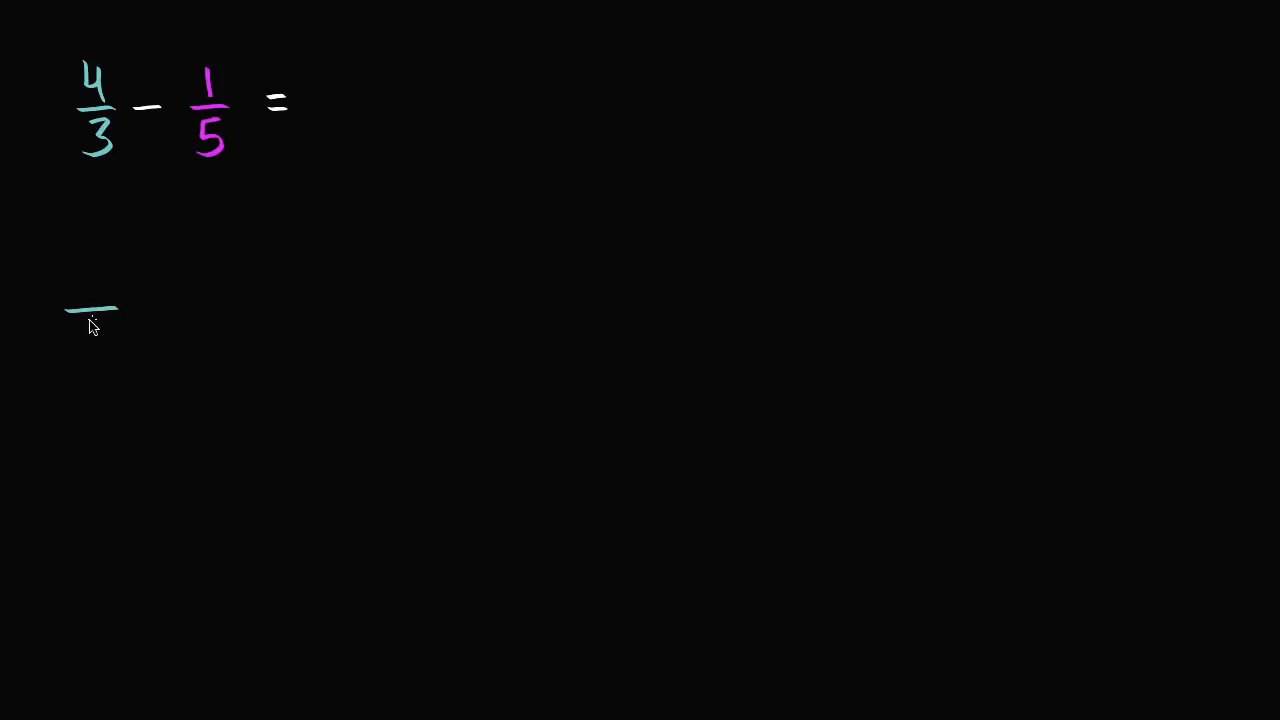 4/3 - 1/5 =